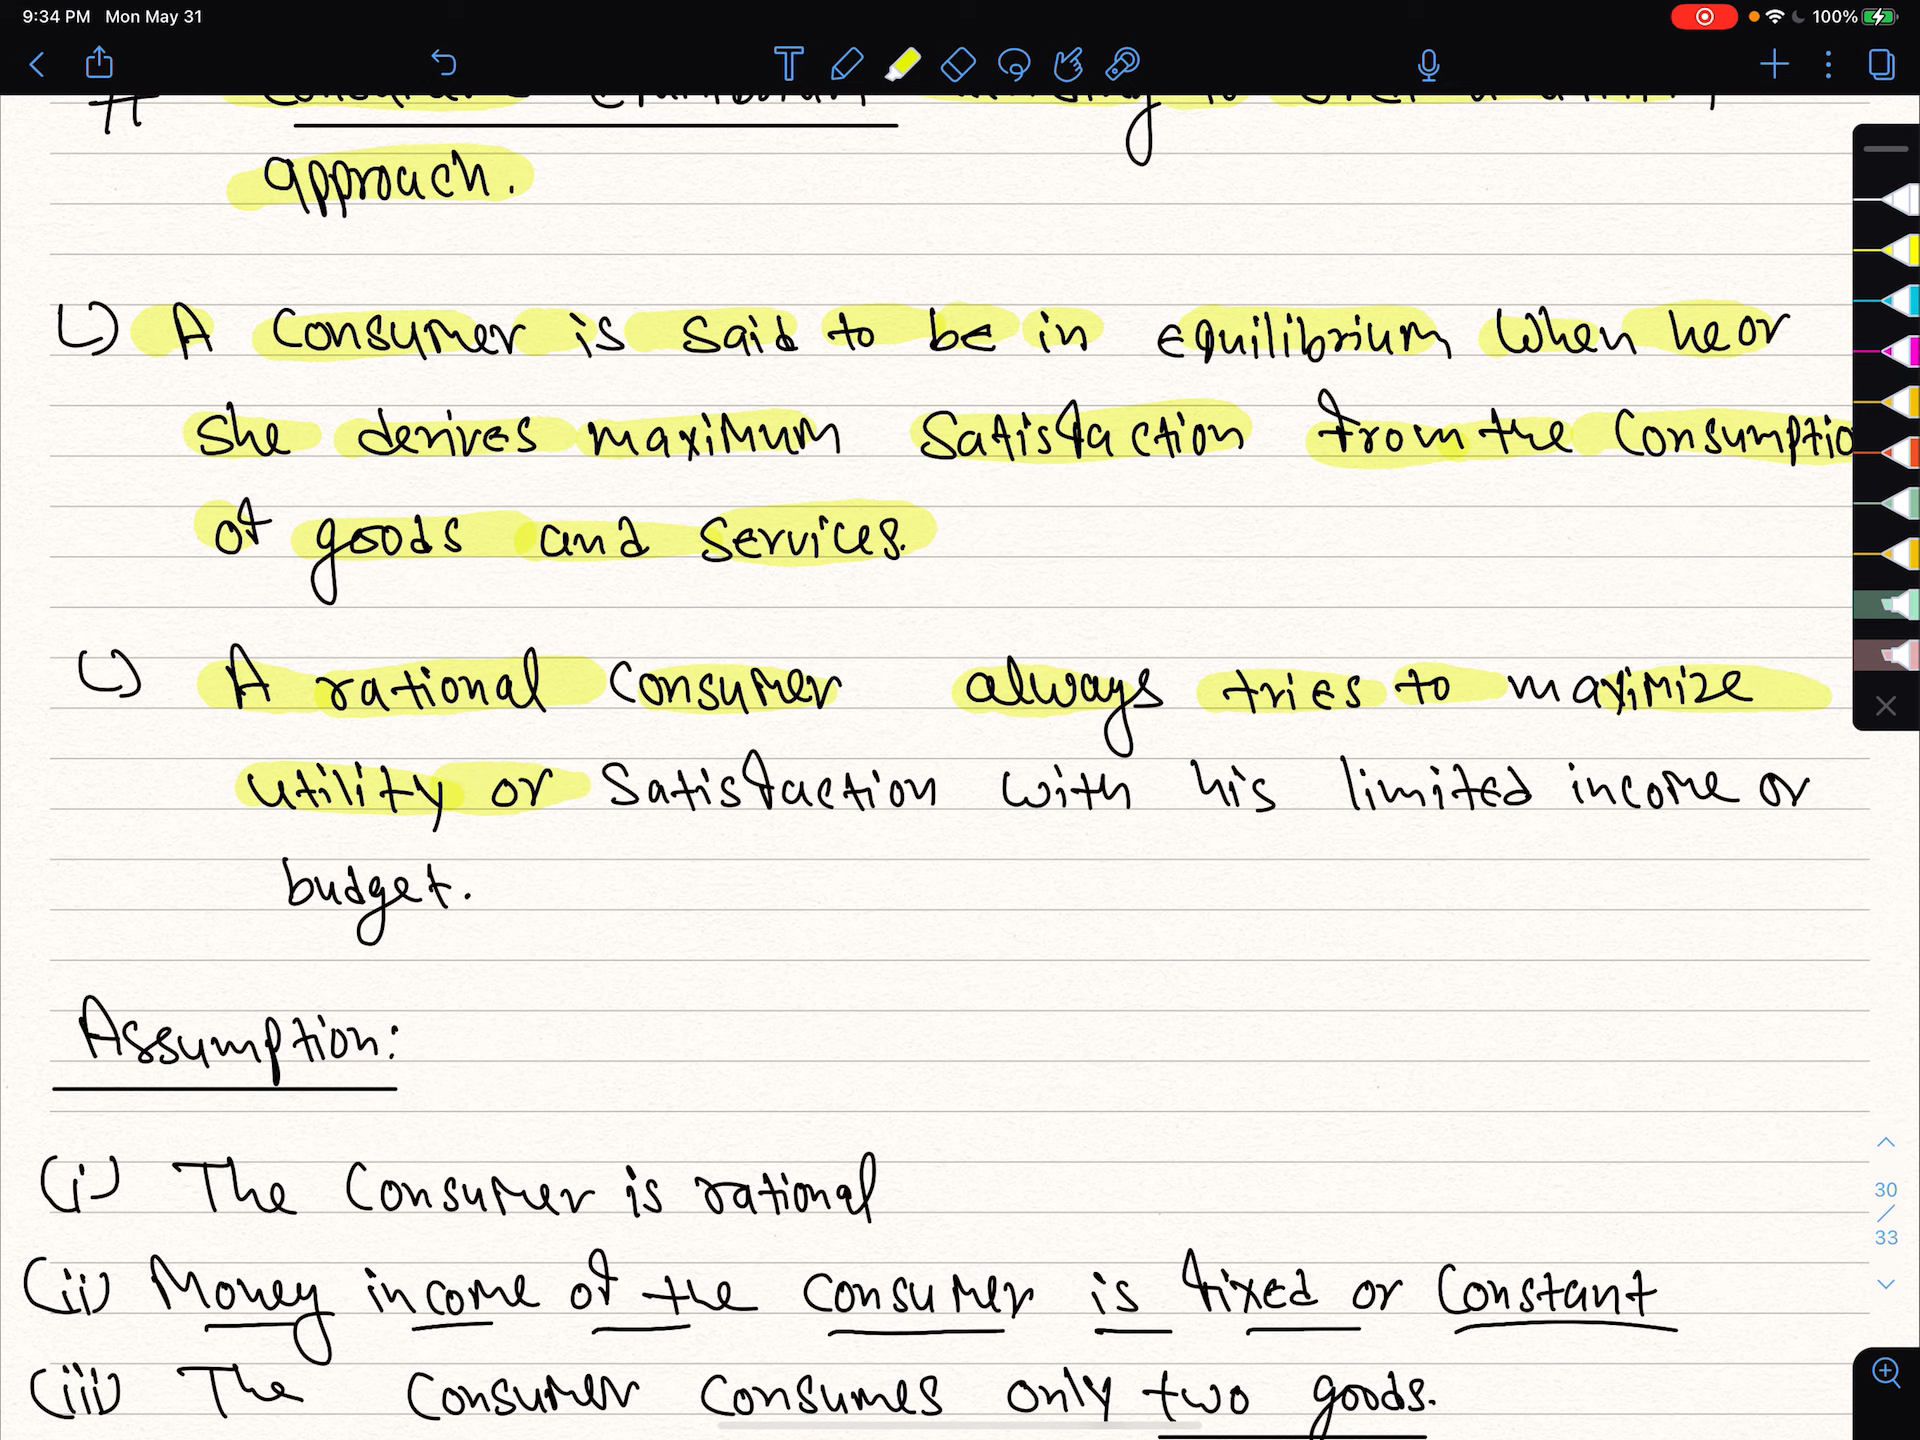 9:34 PM Mon May 31
100%
approach.
A consumer is said to be in equilibrium when he or
she derives maximum satisfaction from the consumptio
of goods and services.
A rational consumer always tries to maximize
utility or satisfaction with his limited income or
budget.
Assumption:
(i) The consumer is rational
(ii) Money income of the consumer is fixed or constant
(iii) The consumer consumes only two goods.
30
/
33